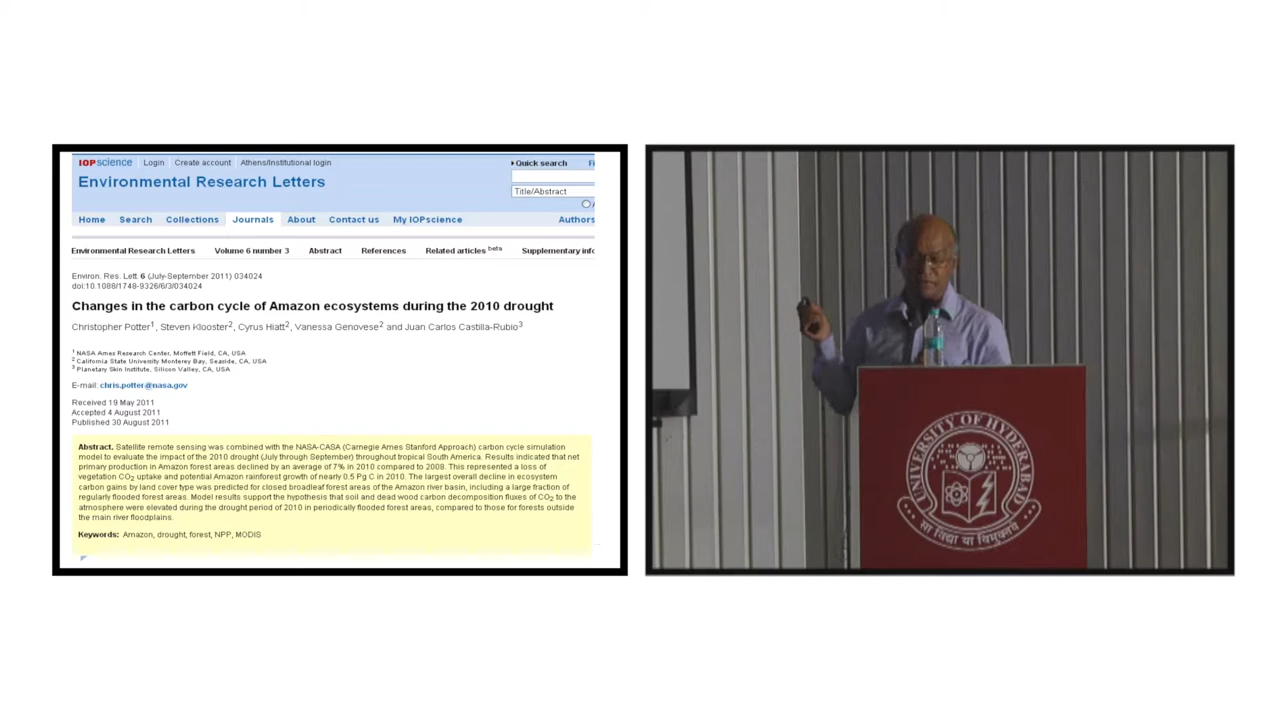 IOPscience Login Create account Athens/Institutional login
Environmental Research Letters
Quick search
Title/Abstract
Home Search Collections Journals About Contact us My IOPscience Authors
Environmental Research Letters Volume 6 number 3 Abstract References Related articles beta Supplementary info
Environ. Res. Lett. 6 (July-September 2011) 034024
doi:10.1088/1748-9326/6/3/034024
Changes in the carbon cycle of Amazon ecosystems during the 2010 drought
Christopher Potter1, Steven Klooster2, Cyrus Hiatt2, Vanessa Genovese2 and Juan Carlos Castilla-Rubio3
1 NASA Ames Research Center, Moffett Field, CA, USA
2 California State University Monterey Bay, Seaside, CA, USA
3 Planetary Skin Institute, Silicon Valley, CA, USA
E-mail: chris.potter@nasa.gov
Received 19 May 2011
Accepted 4 August 2011
Published 30 August 2011
Abstract. Satellite remote sensing was combined with the NASA-CASA (Carnegie Ames Stanford Approach) carbon cycle simulation
model to evaluate the impact of the 2010 drought (July through September) throughout tropical South America. Results indicated that net
primary production in Amazon forest areas declined by an average of 7% in 2010 compared to 2008. This represented a loss of
vegetation CO2 uptake and potential Amazon rainforest growth of nearly 0.5 Pg C in 2010. The largest overall decline in ecosystem
carbon gains by land cover type was predicted for closed broadleaf forest areas of the Amazon river basin, including a large fraction of
regularly flooded forest areas. Model results support the hypothesis that soil and dead wood carbon decomposition fluxes of CO2 to the
atmosphere were elevated during the drought period of 2010 in periodically flooded forest areas, compared to those for forests outside
the main river floodplains.
Keywords: Amazon, drought, forest, NPP, MODIS
UNIVERSITY OF HYDERABAD
सा विद्या या विमुक्तये